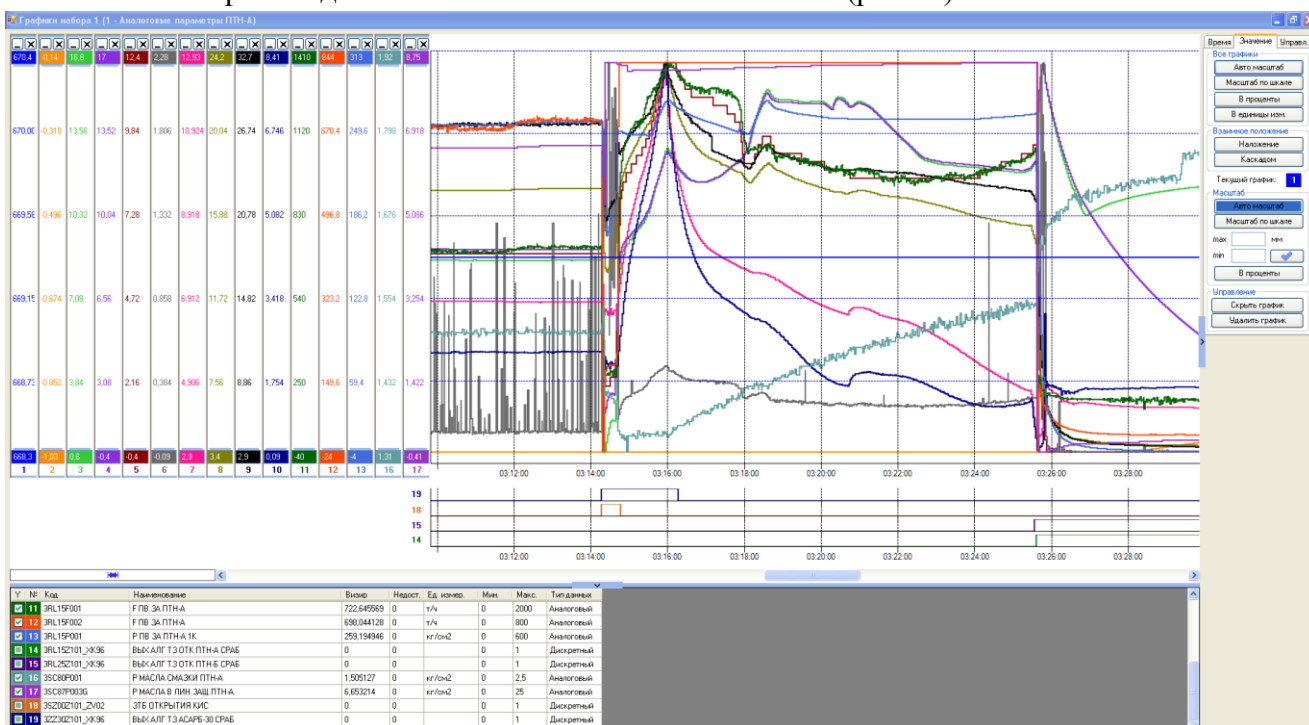 Графики набора 1 (1 - Аналоговые параметры ПТН-А)
670,4 -0,14 16,8 17 12,4 2,28 12,93 24,2 32,7 8,41 1410 844 313 1,92 8,75
670,0 -0,318 13,56 13,52 9,84 1,806 10,924 20,04 26,74 6,746 1120 670,4 249,6 1,798 6,918
669,5 -0,496 10,32 10,04 7,28 1,332 8,918 15,88 20,78 5,082 830 496,8 186,2 1,676 5,086
669,15 -0,674 7,08 6,56 4,72 0,858 6,912 11,72 14,82 3,418 540 323,2 122,8 1,554 3,254
668,7 -0,852 3,84 3,08 2,16 0,384 4,906 7,56 8,86 1,754 250 149,6 59,4 1,432 1,422
668,3 -1,03 0,6 -0,4 -0,4 -0,09 2,9 3,4 2,9 0,09 -40 -24 -4 1,31 -0,41
1 2 3 4 5 6 7 8 9 10 11 12 13 16 17
03:12:00 03:14:00 03:16:00 03:18:00 03:20:00 03:22:00 03:24:00 03:26:00 03:28:00
19
18
15
14
03:12:00 03:14:00 03:16:00 03:18:00 03:20:00 03:22:00 03:24:00 03:26:00 03:28:00
Время Значение Управл.
Все графики
Авто масштаб
Масштаб по шкале
В проценты
В единицы изм.
Взаимное положение
Наложение
Каскадом
Текущий график: 1
Масштаб
Авто масштаб
Масштаб по шкале
max мм
min
В проценты
Управление
Скрыть график
Удалить график
Y № Код Наименование Визир Недост. Ед. измер. Мин. Макс. Тип данных
11 3RL15F001 F ПВ ЗА ПТН-А 722,645569 0 т/ч 0 2000 Аналоговый
12 3RL15F002 F ПВ ЗА ПТН-А 698,044128 0 т/ч 0 800 Аналоговый
13 3RL15P001 P ПВ ЗА ПТН-А 1К 259,194946 0 кг/см2 0 600 Аналоговый
14 3RL15Z101_XK96 ВЫХ АЛГ ТЗ ОТК ПТН-А СРАБ 0 0 0 1 Дискретный
15 3RL25Z101_XK96 ВЫХ АЛГ ТЗ ОТК ПТН-Б СРАБ 0 0 0 1 Дискретный
16 3SC80P001 Р МАСЛА СМАЗКИ ПТН-А 1,505127 0 кг/см2 0 2,5 Аналоговый
17 3SC87P003G Р МАСЛА В ЛИН. ЗАЩ. ПТН-А 6,653214 0 кг/см2 0 25 Аналоговый
18 3SZ00Z101_ZV02 ЗТБ ОТКРЫТИЯ КИС 0 0 0 1 Дискретный
19 3ZZ30Z101_XK96 ВЫХ АЛГ ТЗ АСАРБ-30 СРАБ 0 0 0 1 Дискретный